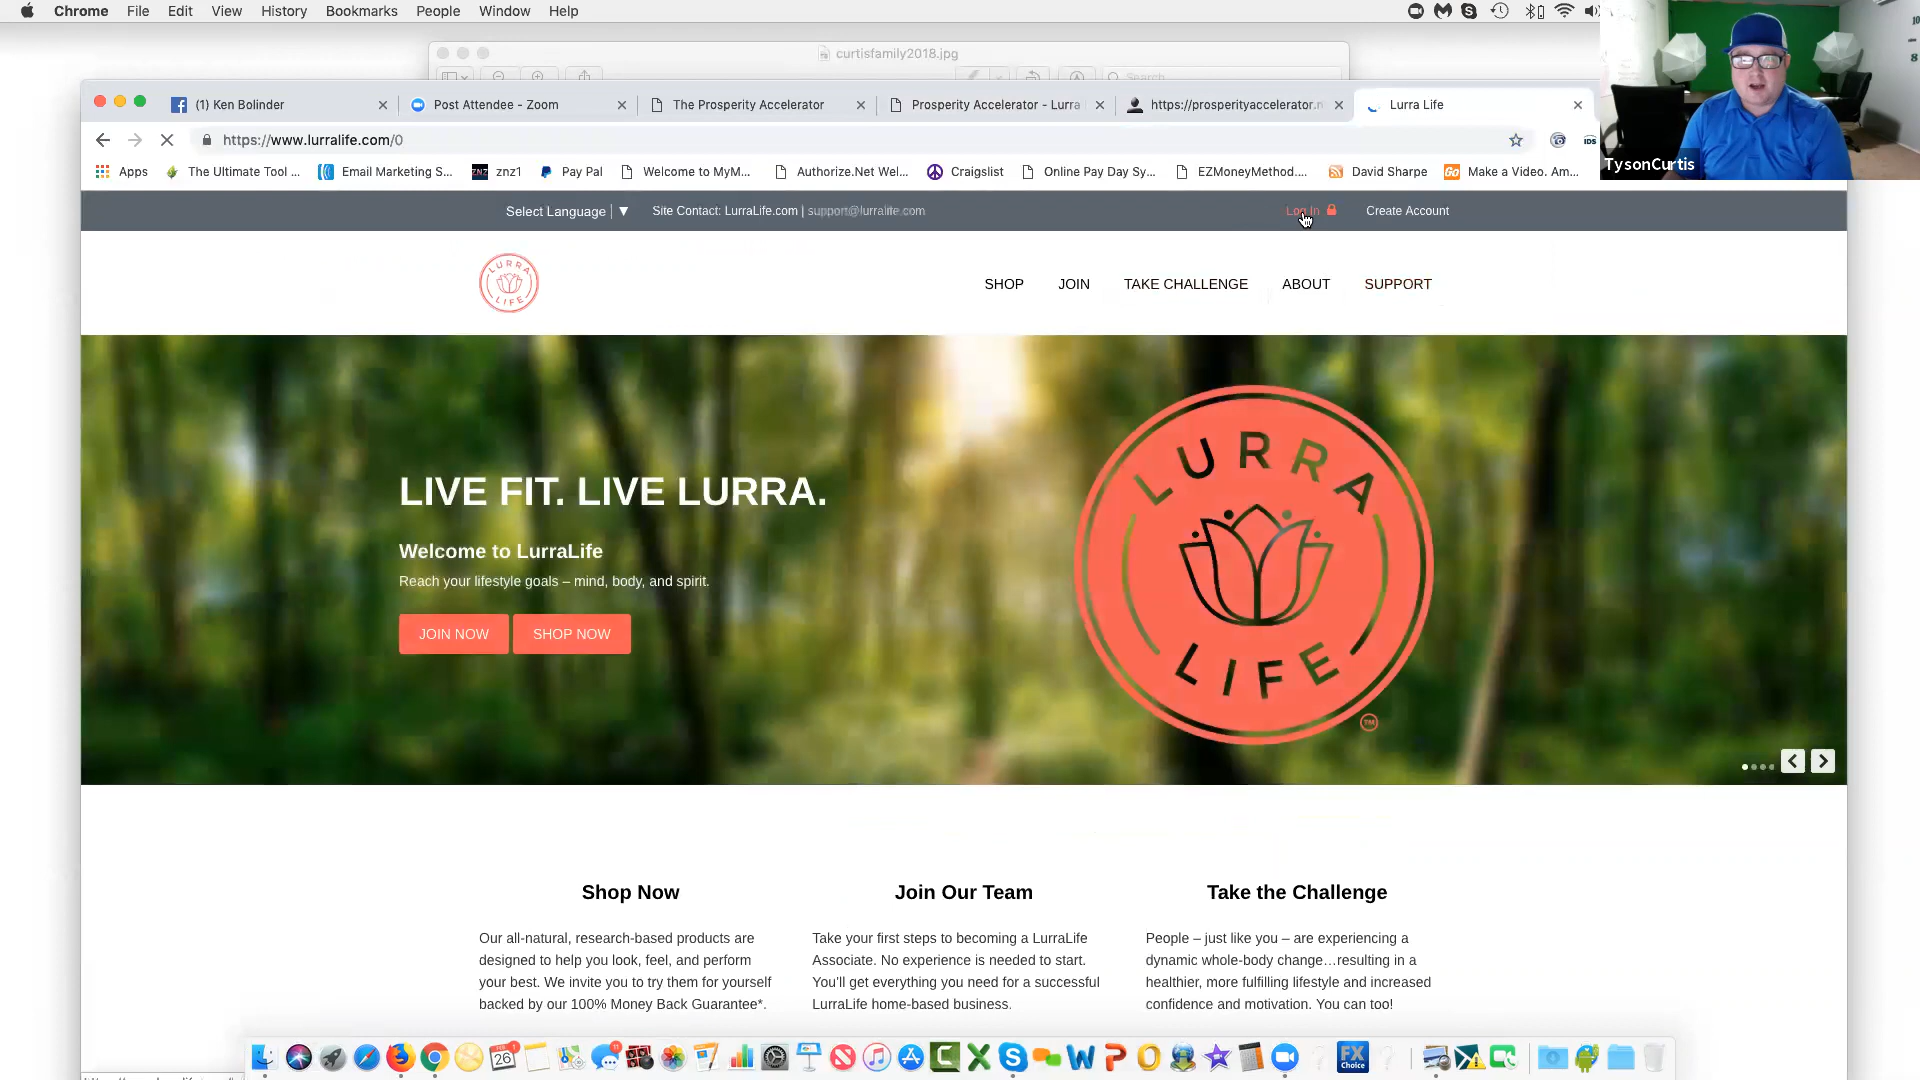 Chrome File Edit View History Bookmarks People Window Help
curtisfamily2018.jpg
Search
(1) Ken Bolinder
Post Attendee - Zoom
The Prosperity Accelerator
Prosperity Accelerator - Lurra
https://prosperityaccelerator.n
Lurra Life
https://www.lurralife.com/0
IDS
TysonCurtis
Apps
The Ultimate Tool ...
Email Marketing S...
znz1
Pay Pal
Welcome to MyM...
Authorize.Net Wel...
Craigslist
Online Pay Day Sy...
EZMoneyMethod....
David Sharpe
Make a Video. Am...
Select Language ▼
Site Contact: LurraLife.com | support@lurralife.com
Log In
Create Account
LURRA LIFE
SHOP JOIN TAKE CHALLENGE ABOUT SUPPORT
LURRA
LIFE
TM
LIVE FIT. LIVE LURRA.
Welcome to LurraLife
Reach your lifestyle goals – mind, body, and spirit.
JOIN NOW
SHOP NOW
Shop Now
Our all-natural, research-based products are
designed to help you look, feel, and perform
your best. We invite you to try them for yourself
backed by our 100% Money Back Guarantee*.
Join Our Team
Take your first steps to becoming a LurraLife
Associate. No experience is needed to start.
You'll get everything you need for a successful
LurraLife home-based business.
Take the Challenge
People – just like you – are experiencing a
dynamic whole-body change…resulting in a
healthier, more fulfilling lifestyle and increased
confidence and motivation. You can too!
FEB
26
FX
Choice